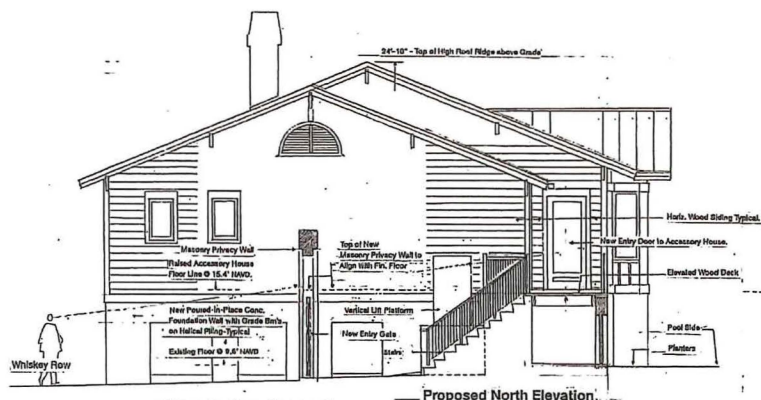 24'-10" - Top of High Roof Ridge above Grade
Horiz. Wood Siding Typical.
Masonry Privacy Wall
Top of New
Masonry Privacy Wall to
Align with Fin. Floor
New Entry Door to Accessory House.
Raised Accessory House
Floor Line @ 15.4' NAVD.
Elevated Wood Deck
New Poured-In-Place Conc.
Foundation Wall with Grade Bm's
on Helical Piling-Typical
Vertical Lift Platform
New Entry Gate
Existing Floor @ 9.6' NAVD
Stairs
Pool Side
Planters
Whiskey Row
Proposed North Elevation